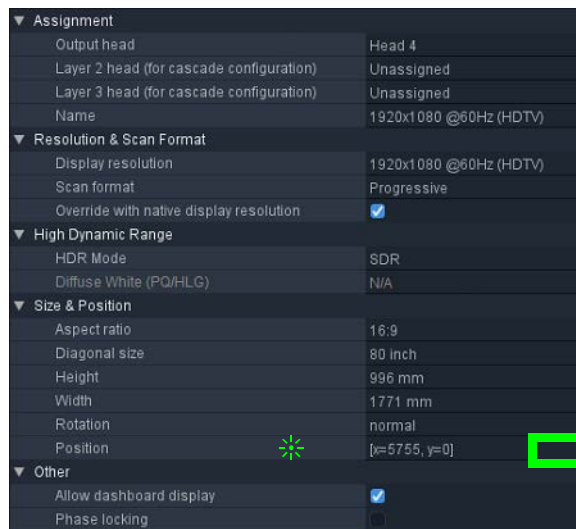 Assignment
Output head Head 4
Layer 2 head (for cascade configuration) Unassigned
Layer 3 head (for cascade configuration) Unassigned
Name 1920x1080 @60Hz (HDTV)
Resolution & Scan Format
Display resolution 1920x1080 @60Hz (HDTV)
Scan format Progressive
Override with native display resolution
High Dynamic Range
HDR Mode SDR
Diffuse White (PQ/HLG) N/A
Size & Position
Aspect ratio 16:9
Diagonal size 80 inch
Height 996 mm
Width 1771 mm
Rotation normal
Position [x=5755, y=0]
Other
Allow dashboard display
Phase locking